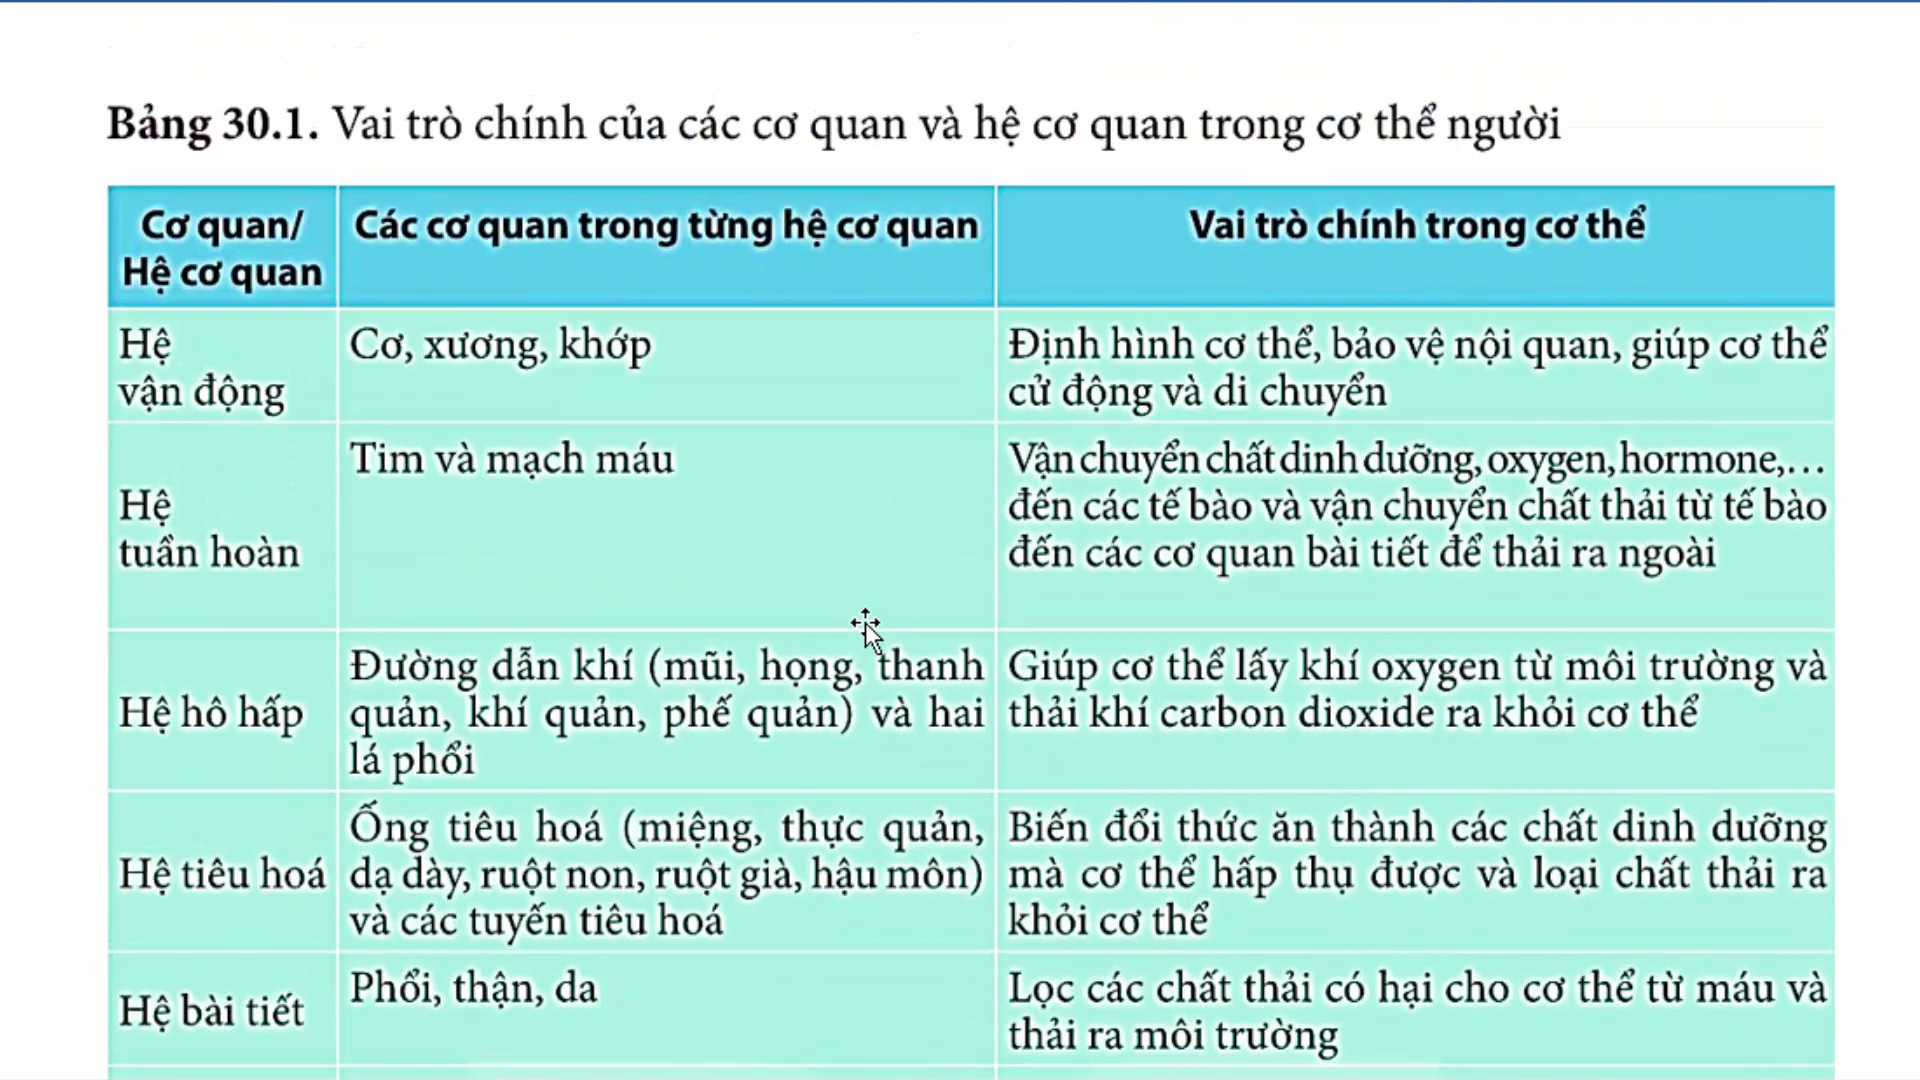 Bảng 30.1. Vai trò chính của các cơ quan và hệ cơ quan trong cơ thể người
Cơ quan/
Hệ cơ quan
Các cơ quan trong từng hệ cơ quan
Vai trò chính trong cơ thể
Hệ
vận động
Cơ, xương, khớp
Định hình cơ thể, bảo vệ nội quan, giúp cơ thể
cử động và di chuyển
Hệ
tuần hoàn
Tim và mạch máu
Vận chuyển chất dinh dưỡng, oxygen, hormone,…
đến các tế bào và vận chuyển chất thải từ tế bào
đến các cơ quan bài tiết để thải ra ngoài
Hệ hô hấp
Đường dẫn khí (mũi, họng, thanh
quản, khí quản, phế quản) và hai
lá phổi
Giúp cơ thể lấy khí oxygen từ môi trường và
thải khí carbon dioxide ra khỏi cơ thể
Hệ tiêu hoá
Ống tiêu hoá (miệng, thực quản,
dạ dày, ruột non, ruột già, hậu môn)
và các tuyến tiêu hoá
Biến đổi thức ăn thành các chất dinh dưỡng
mà cơ thể hấp thụ được và loại chất thải ra
khỏi cơ thể
Hệ bài tiết
Phổi, thận, da
Lọc các chất thải có hại cho cơ thể từ máu và
thải ra môi trường